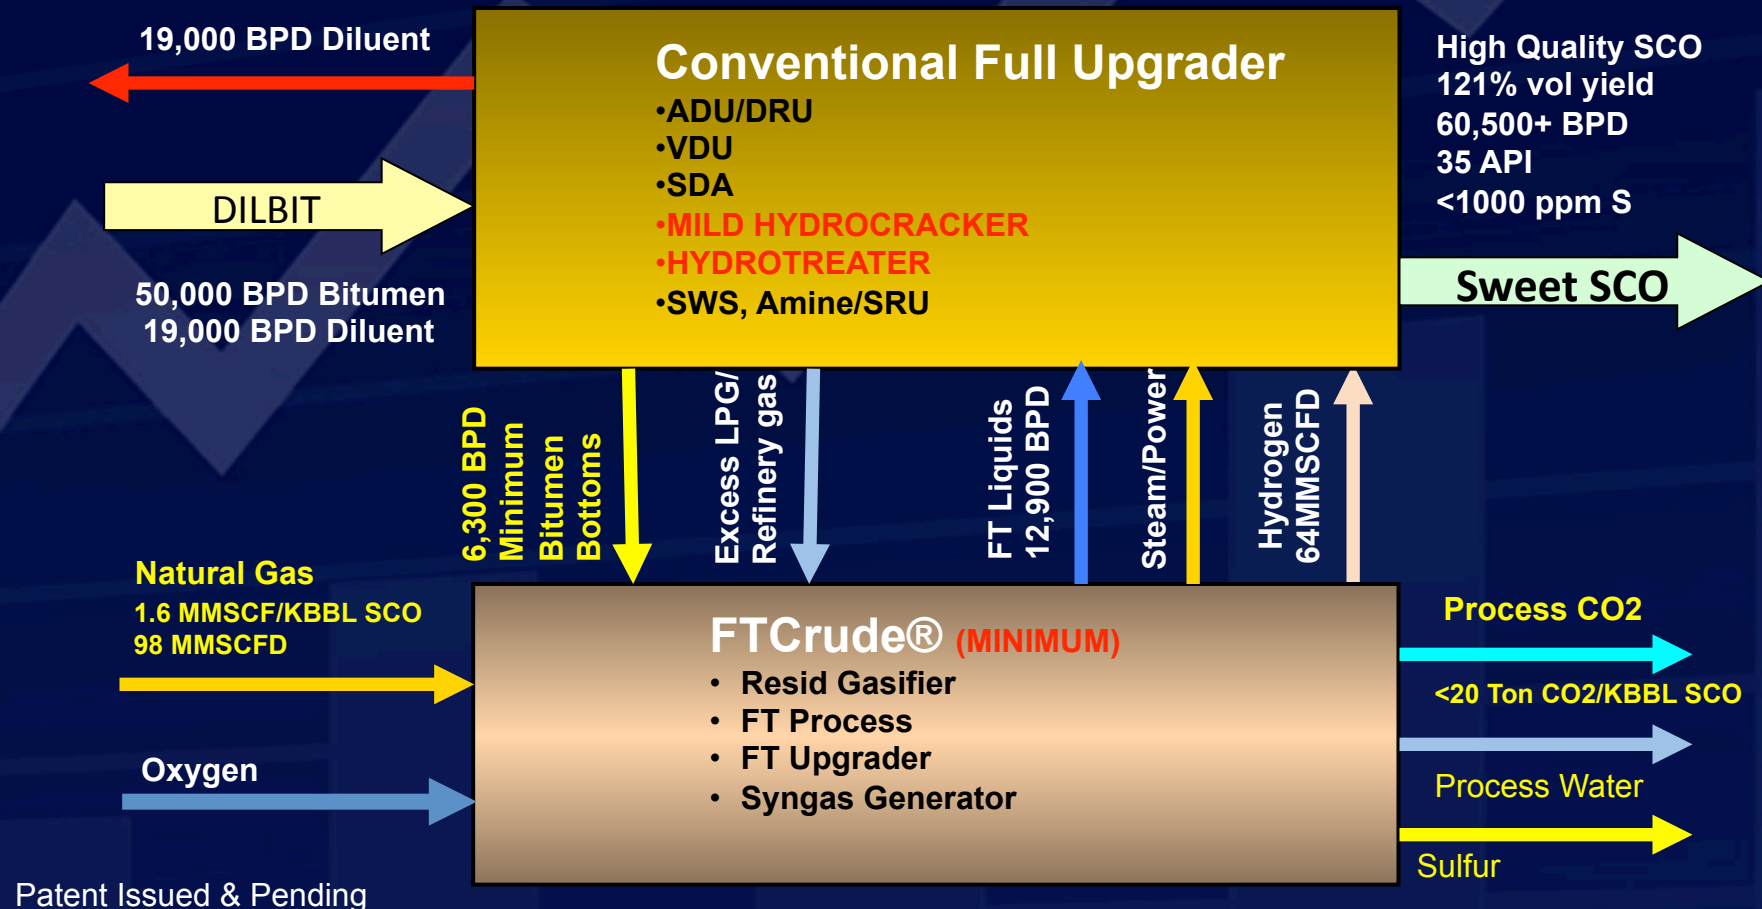 19,000 BPD Diluent
DILBIT
50,000 BPD Bitumen
19,000 BPD Diluent
Conventional Full Upgrader
•ADU/DRU
•VDU
•SDA
•MILD HYDROCRACKER
•HYDROTREATER
•SWS, Amine/SRU
High Quality SCO
121% vol yield
60,500+ BPD
35 API
<1000 ppm S
Sweet SCO
6,300 BPD
Minimum
Bitumen
Bottoms
Excess LPG/
Refinery gas
FT Liquids
12,900 BPD
Steam/Power
Hydrogen
64MMSCFD
Natural Gas
1.6 MMSCF/KBBL SCO
98 MMSCFD
Oxygen
FTCrude® (MINIMUM)
• Resid Gasifier
• FT Process
• FT Upgrader
• Syngas Generator
Process CO2
<20 Ton CO2/KBBL SCO
Process Water
Sulfur
Patent Issued & Pending